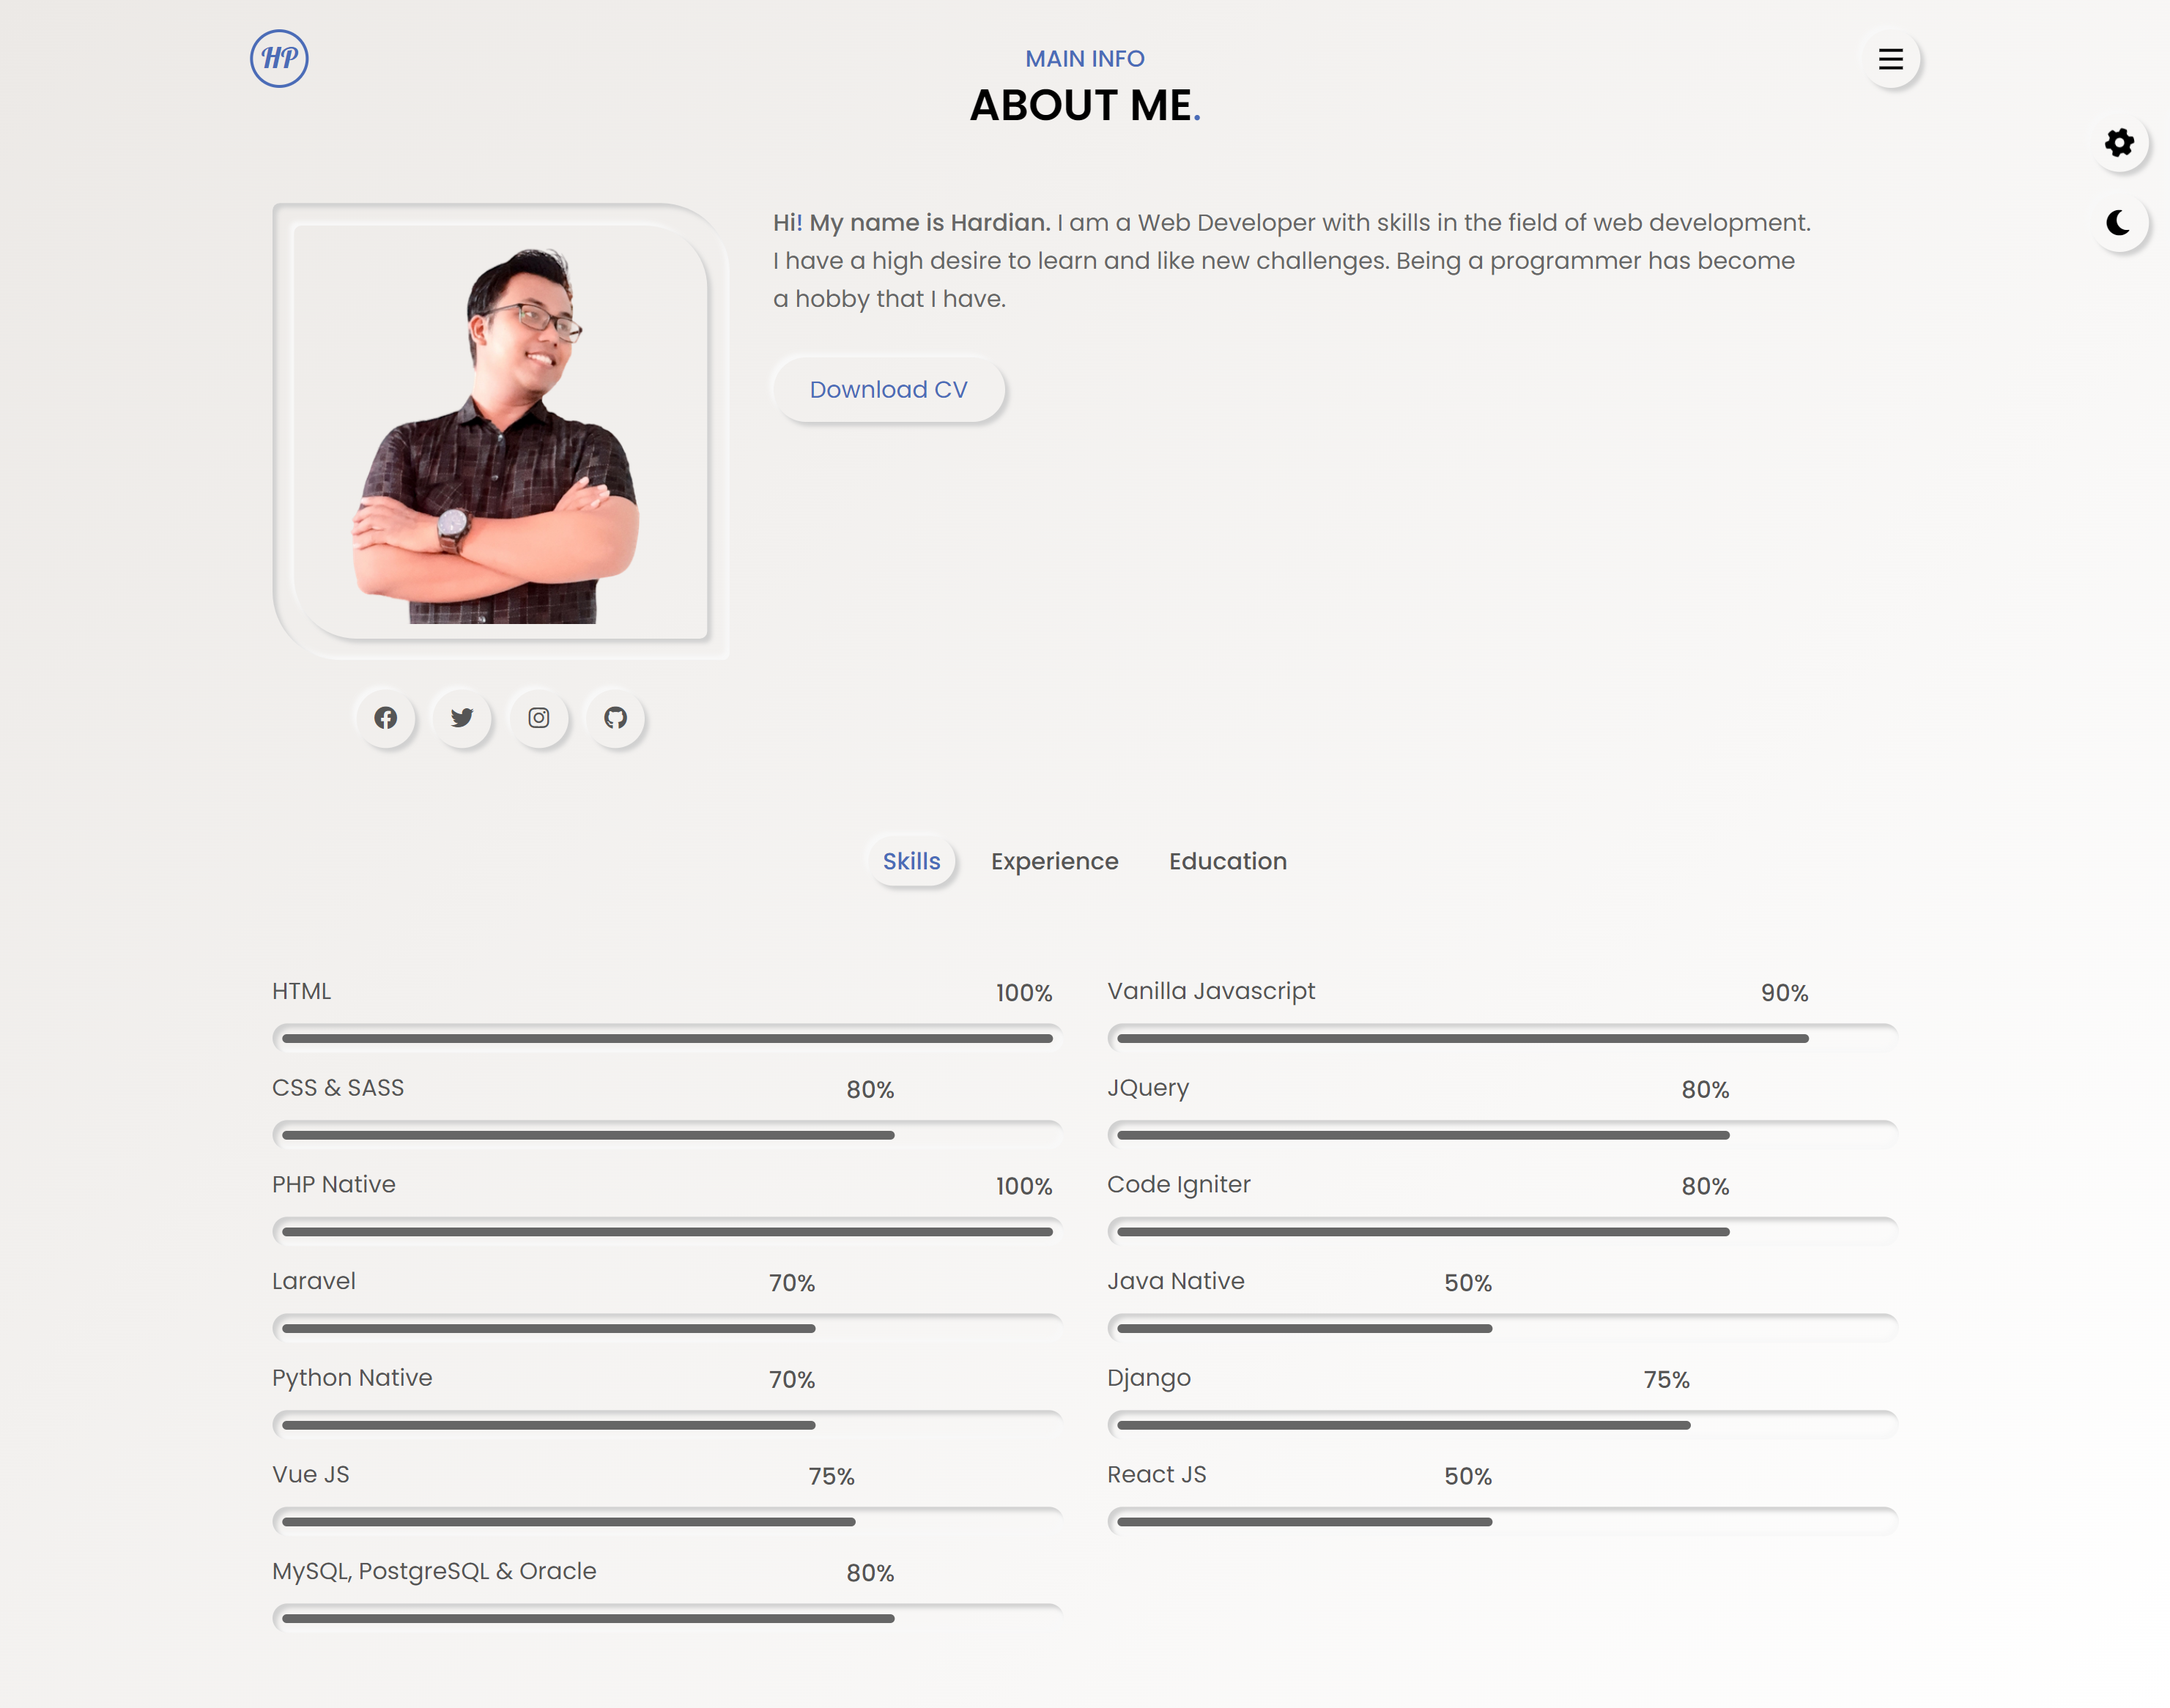 HP
MAIN INFO
ABOUT ME.
Hi! My name is Hardian. I am a Web Developer with skills in the field of web development.
I have a high desire to learn and like new challenges. Being a programmer has become
a hobby that I have.
Download CV
Skills Experience Education
HTML 100%
Vanilla Javascript 90%
CSS & SASS 80%
JQuery 80%
PHP Native 100%
Code Igniter 80%
Laravel 70%
Java Native 50%
Python Native 70%
Django 75%
Vue JS 75%
React JS 50%
MySQL, PostgreSQL & Oracle 80%